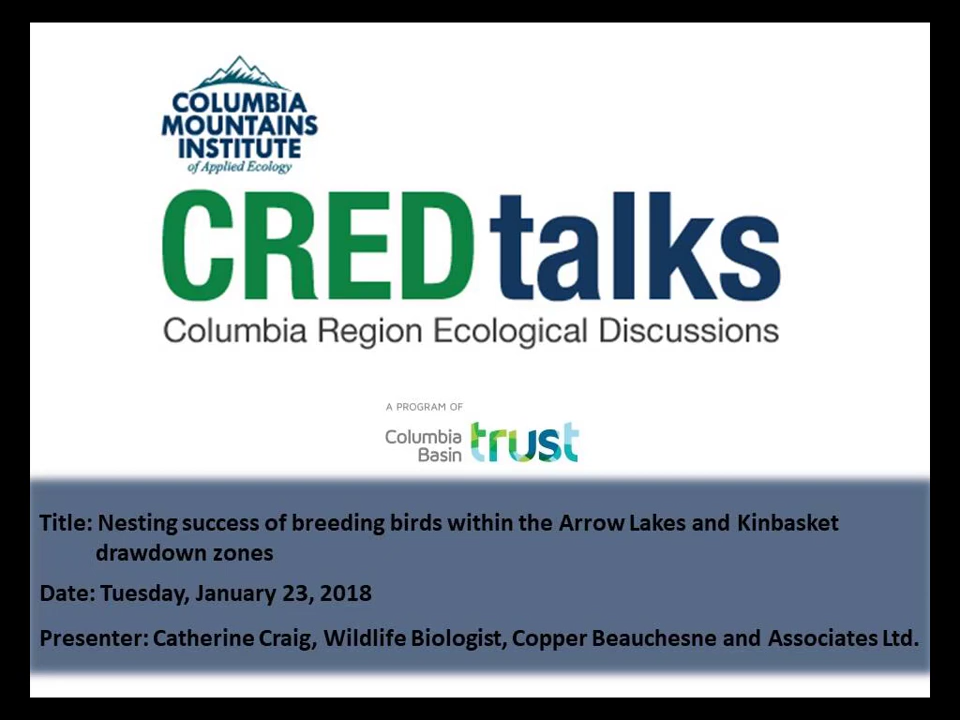 COLUMBIA
MOUNTAINS
INSTITUTE
of Applied Ecology
CRED talks
Columbia Region Ecological Discussions
A PROGRAM OF
Columbia
Basin
trust
Title: Nesting success of breeding birds within the Arrow Lakes and Kinbasket
drawdown zones
Date: Tuesday, January 23, 2018
Presenter: Catherine Craig, Wildlife Biologist, Copper Beauchesne and Associates Ltd.